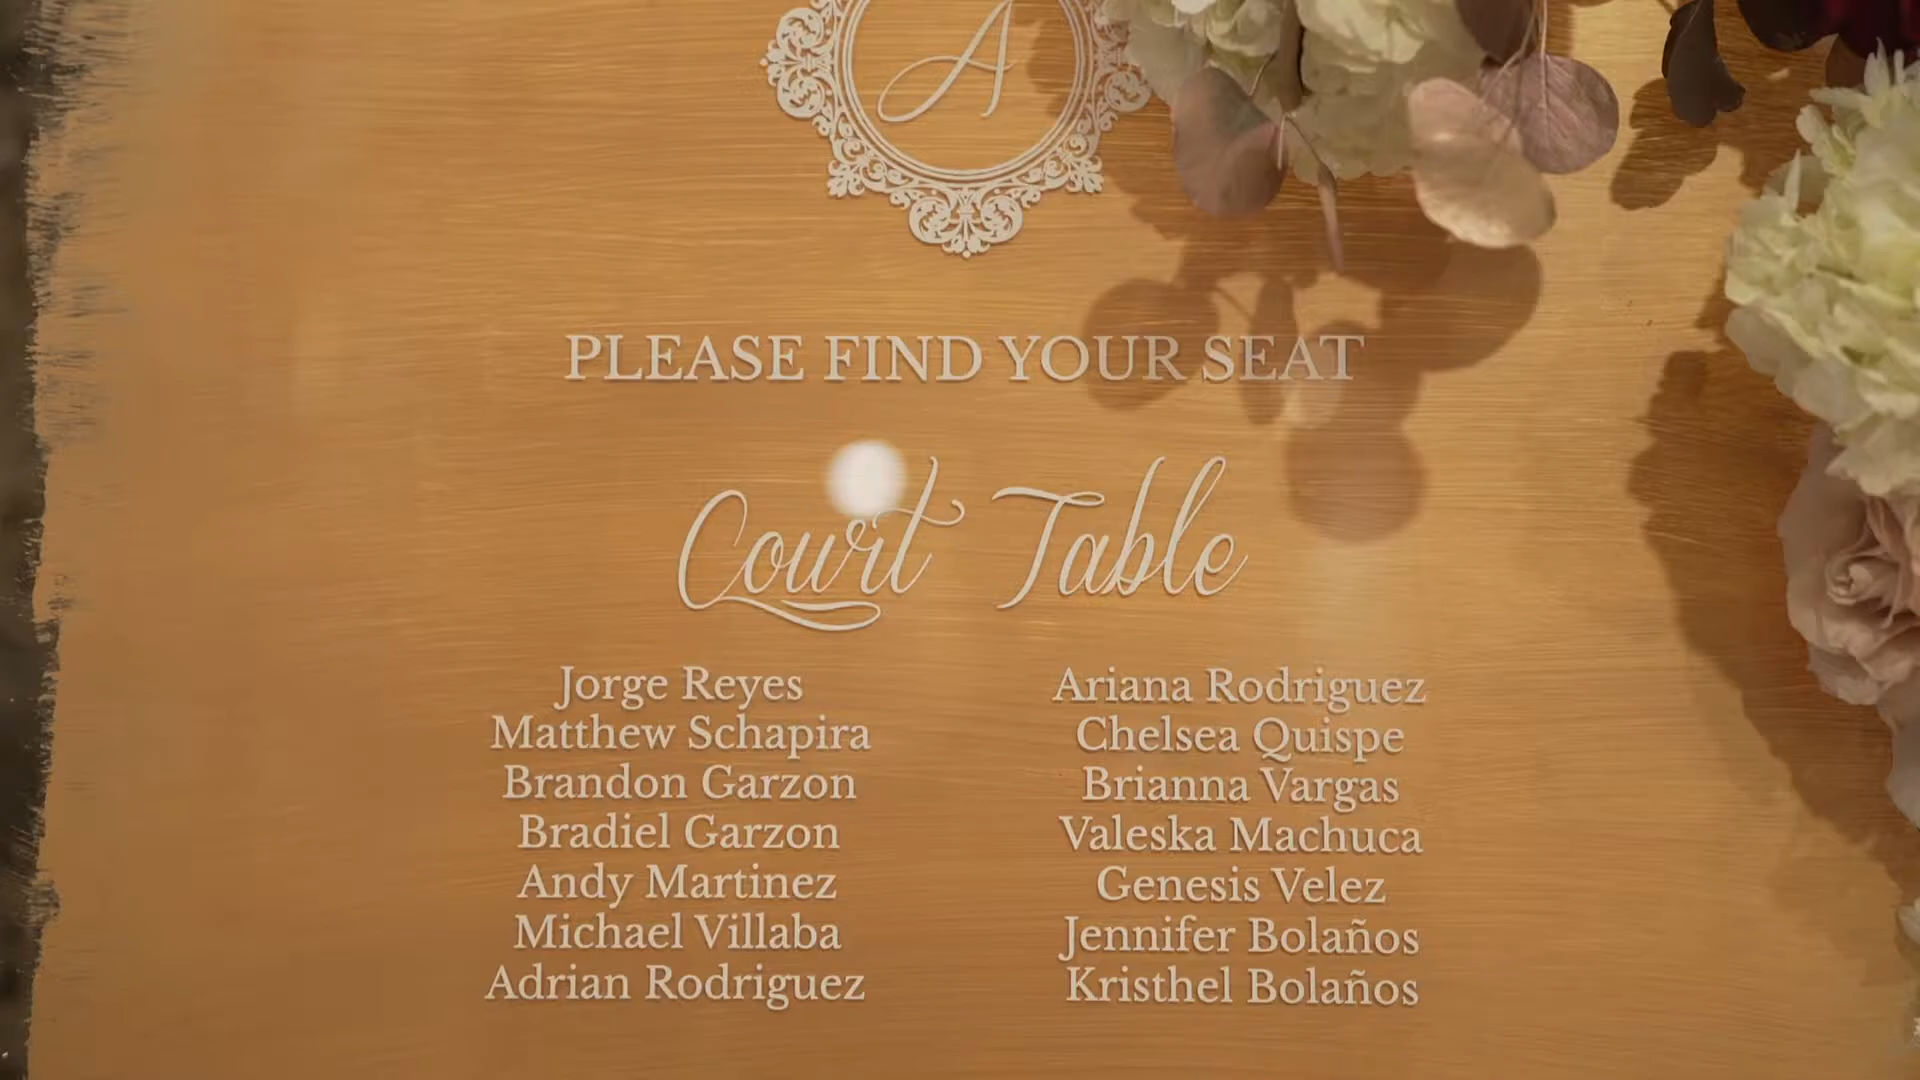 A
PLEASE FIND YOUR SEAT
Court Table
Jorge Reyes
Matthew Schapira
Brandon Garzon
Bradiel Garzon
Andy Martinez
Michael Villaba
Adrian Rodriguez
Ariana Rodriguez
Chelsea Quispe
Brianna Vargas
Valeska Machuca
Genesis Velez
Jennifer Bolaños
Kristhel Bolaños